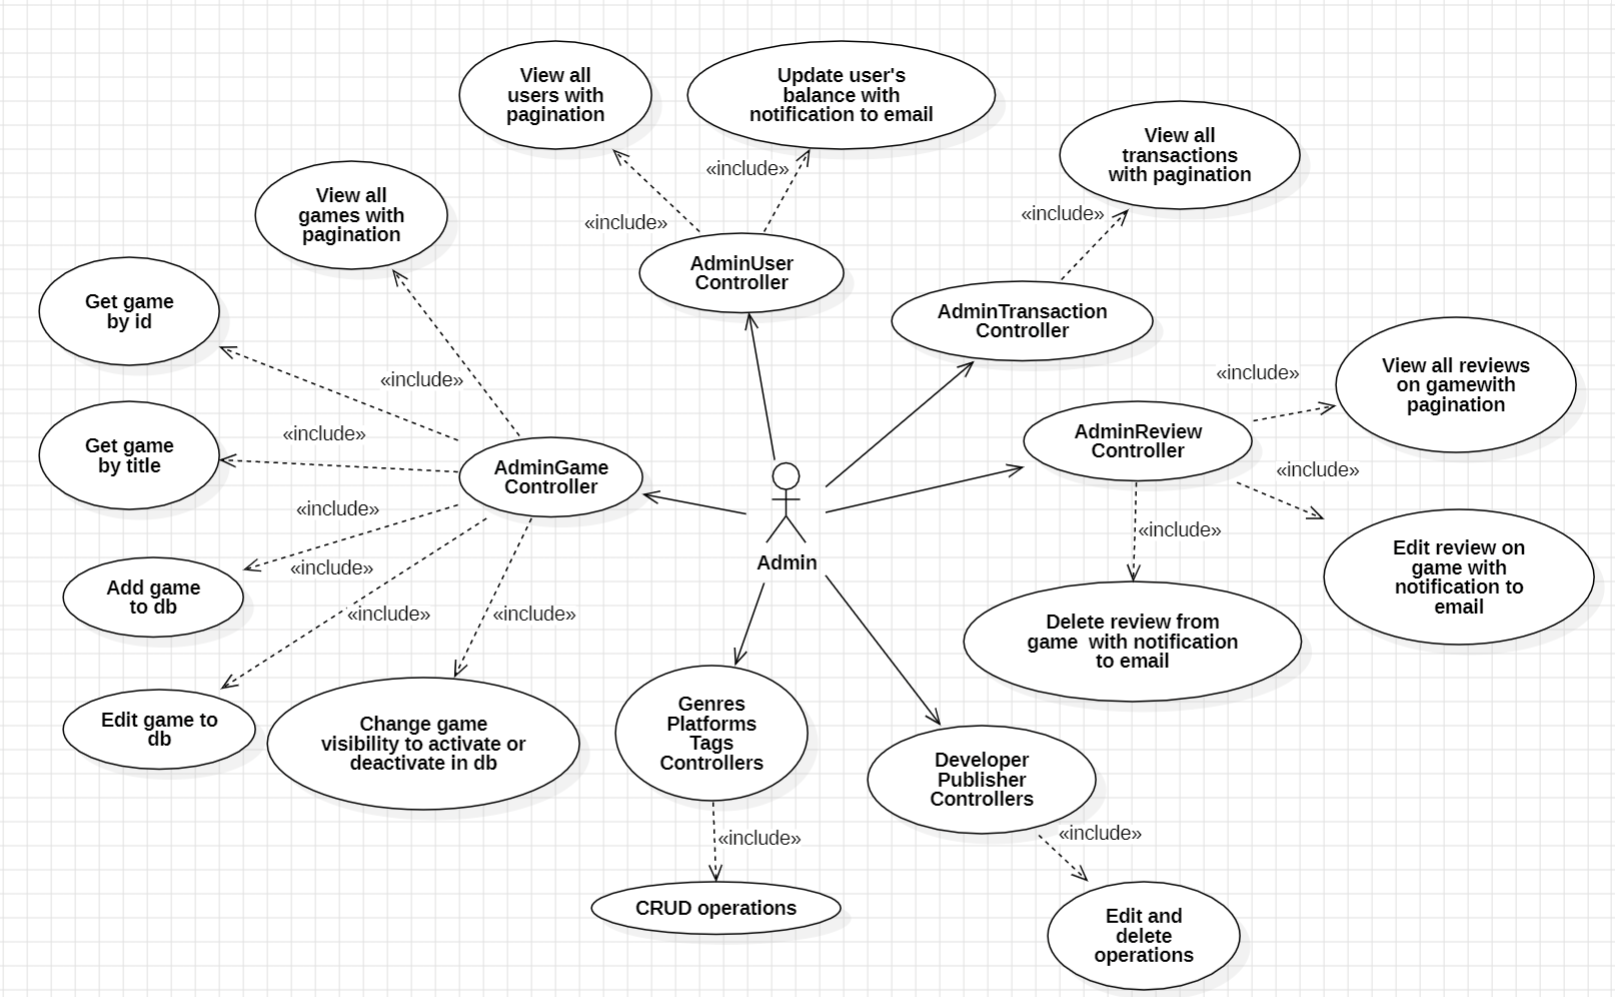 View all
users with
pagination
Update user's
balance with
notification to email
View all
transactions
with pagination
«include»
«include»
«include»
View all
games with
pagination
AdminUser
Controller
AdminTransaction
Controller
Get game
by id
«include»
«include»
View all reviews
on gamewith
pagination
Get game
by title
«include»
AdminGame
Controller
AdminReview
Controller
«include»
«include»
«include»
Edit review on
game with
notification to
email
Admin
«include»
Add game
to db
«include»
«include»
Delete review from
game  with notification
to email
Edit game to
db
Change game
visibility to activate or
deactivate in db
Genres
Platforms
Tags
Controllers
Developer
Publisher
Controllers
«include»
«include»
CRUD operations
Edit and
delete
operations